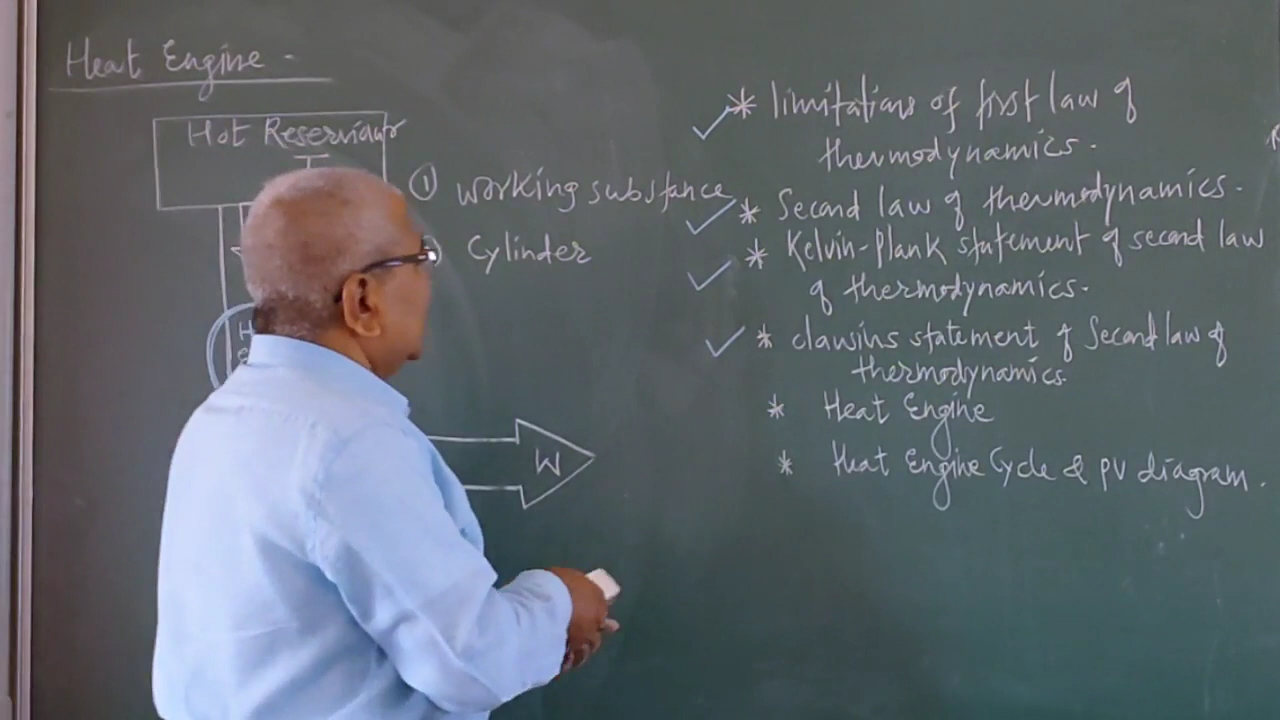 Heat Engine -
Hot Reserviour
T
① working substance
Cylinder
H
W
* limitations of first law of
thermodynamics.
* Second law of thermodynamics.
* Kelvin-Plank statement of second law
of thermodynamics.
* clausius statement of Second law of
thermodynamics.
* Heat Engine
* Heat Engine Cycle & PV diagram.